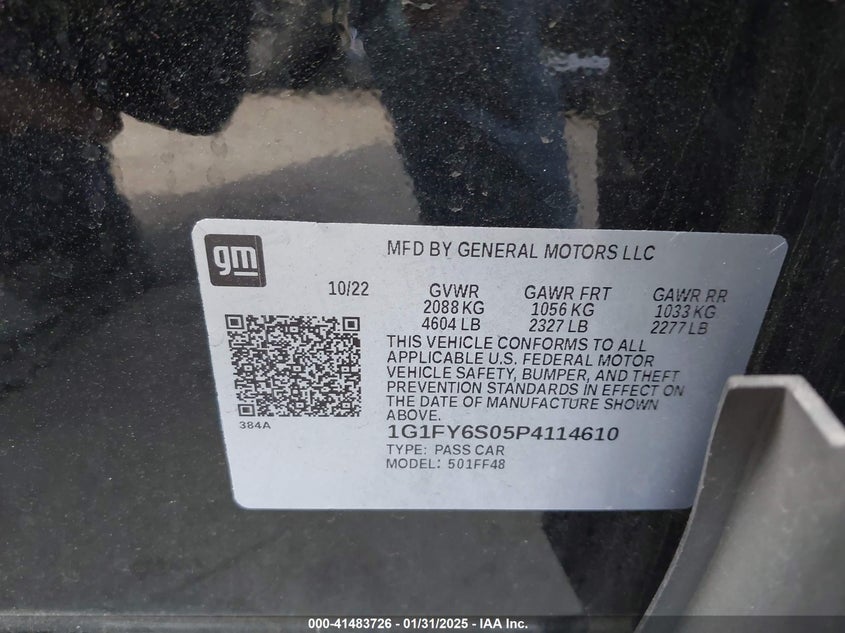 gm
MFD BY GENERAL MOTORS LLC
10/22
GVWR GAWR FRT GAWR RR
2088 KG 1056 KG 1033 KG
4604 LB 2327 LB 2277 LB
THIS VEHICLE CONFORMS TO ALL
APPLICABLE U.S. FEDERAL MOTOR
VEHICLE SAFETY, BUMPER, AND THEFT
PREVENTION STANDARDS IN EFFECT ON
THE DATE OF MANUFACTURE SHOWN
ABOVE.
384A
1G1FY6S05P4114610
TYPE: PASS CAR
MODEL: 501FF48
000-41483726 - 01/31/2025 - IAA Inc.